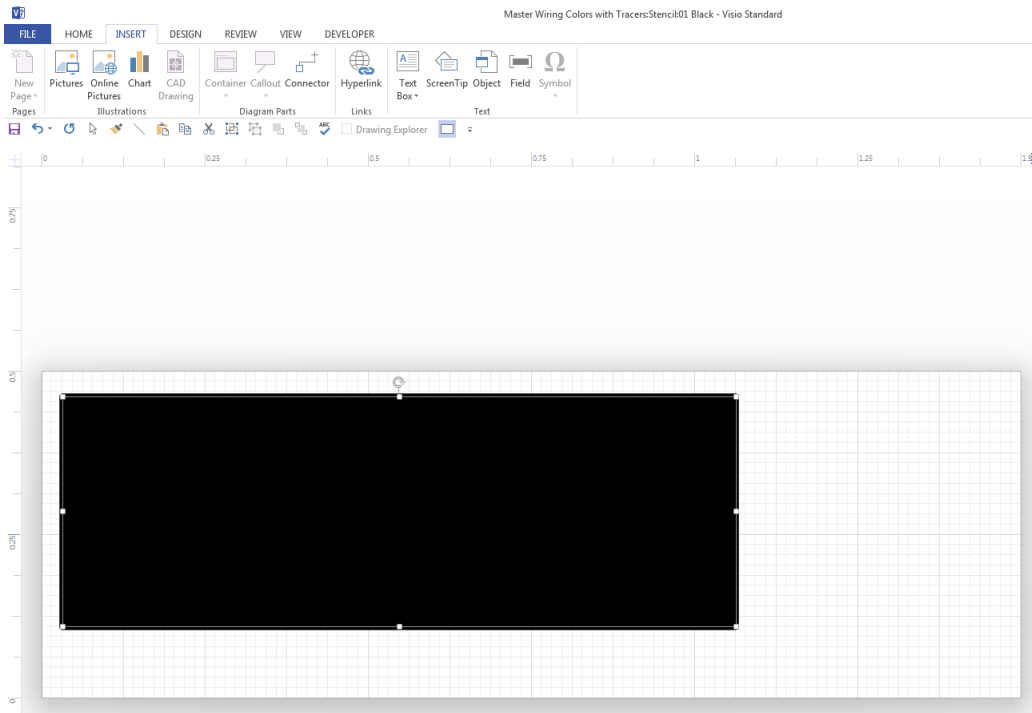 Master Wiring Colors with Tracers:Stencil:01 Black - Visio Standard
FILE HOME INSERT DESIGN REVIEW VIEW DEVELOPER
New Page Pictures Online Pictures Chart CAD Drawing Container Callout Connector Hyperlink Text Box ScreenTip Object Field Symbol
Pages Illustrations Diagram Parts Links Text
ABC Drawing Explorer
0 0.25 0.5 0.75 1 1.25 1.5
0.75
0.5
0.25
0